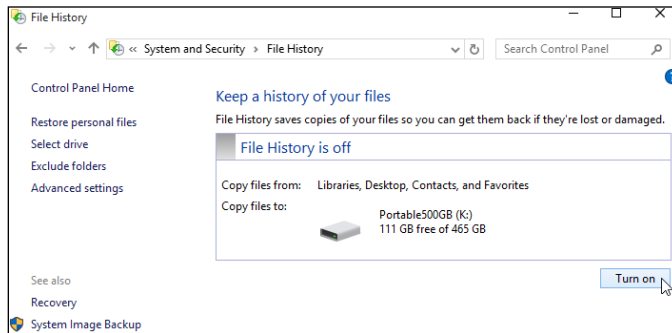 File History
« System and Security › File History
Search Control Panel
Control Panel Home
Restore personal files
Select drive
Exclude folders
Advanced settings
See also
Recovery
System Image Backup
Keep a history of your files
File History saves copies of your files so you can get them back if they're lost or damaged.
File History is off
Copy files from: Libraries, Desktop, Contacts, and Favorites
Copy files to:
Portable500GB (K:)
111 GB free of 465 GB
Turn on